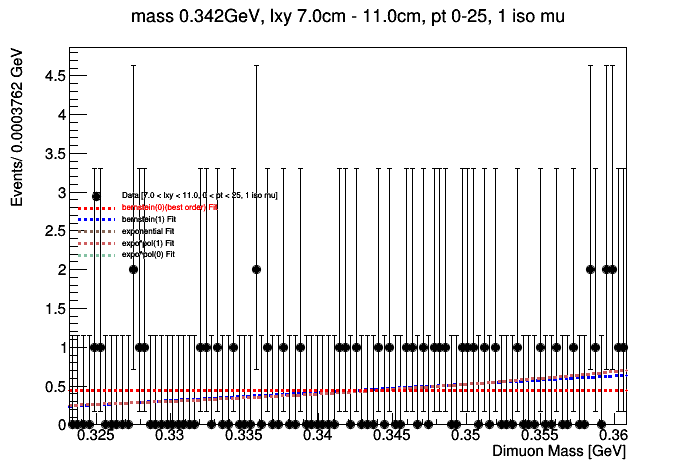 mass 0.342GeV, lxy 7.0cm - 11.0cm, pt 0-25, 1 iso mu
Events/ 0.0003762 GeV
4.5
4
3.5
3
2.5
2
1.5
1
0.5
0
Data [7.0 < lxy < 11.0, 0 < pt < 25, 1 iso mu]
bernstein(0)(best order) Fit
bernstein(1) Fit
exponential Fit
expo*pol(1) Fit
expo*pol(0) Fit
0.325 0.33 0.335 0.34 0.345 0.35 0.355 0.36
Dimuon Mass [GeV]